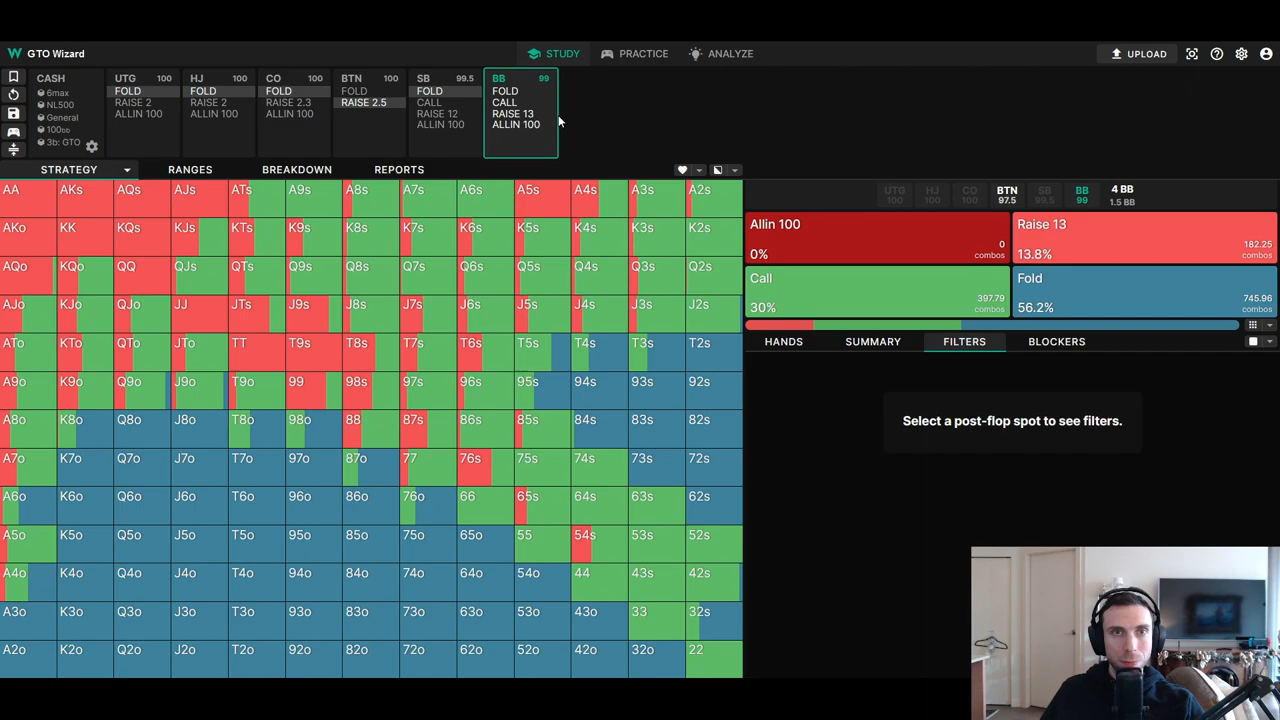 GTO Wizard
STUDY
PRACTICE
ANALYZE
UPLOAD
CASH
6max
NL500
General
100bb
3b: GTO
UTG 100
FOLD
RAISE 2
ALLIN 100
HJ 100
FOLD
RAISE 2
ALLIN 100
CO 100
FOLD
RAISE 2.3
ALLIN 100
BTN 100
FOLD
RAISE 2.5
SB 99.5
FOLD
CALL
RAISE 12
ALLIN 100
BB 99
FOLD
CALL
RAISE 13
ALLIN 100
STRATEGY
RANGES
BREAKDOWN
REPORTS
AA AKs AQs AJs ATs A9s A8s A7s A6s A5s A4s A3s A2s
AKo KK KQs KJs KTs K9s K8s K7s K6s K5s K4s K3s K2s
AQo KQo QQ QJs QTs Q9s Q8s Q7s Q6s Q5s Q4s Q3s Q2s
AJo KJo QJo JJ JTs J9s J8s J7s J6s J5s J4s J3s J2s
ATo KTo QTo JTo TT T9s T8s T7s T6s T5s T4s T3s T2s
A9o K9o Q9o J9o T9o 99 98s 97s 96s 95s 94s 93s 92s
A8o K8o Q8o J8o T8o 98o 88 87s 86s 85s 84s 83s 82s
A7o K7o Q7o J7o T7o 97o 87o 77 76s 75s 74s 73s 72s
A6o K6o Q6o J6o T6o 96o 86o 76o 66 65s 64s 63s 62s
A5o K5o Q5o J5o T5o 95o 85o 75o 65o 55 54s 53s 52s
A4o K4o Q4o J4o T4o 94o 84o 74o 64o 54o 44 43s 42s
A3o K3o Q3o J3o T3o 93o 83o 73o 63o 53o 43o 33 32s
A2o K2o Q2o J2o T2o 92o 82o 72o 62o 52o 42o 32o 22
UTG 100
HJ 100
CO 100
BTN 97.5
SB 99.5
BB 99
4 BB
1.5 BB
Allin 100
0%
0
combos
Raise 13
13.8%
182.25
combos
Call
30%
397.79
combos
Fold
56.2%
745.96
combos
HANDS
SUMMARY
FILTERS
BLOCKERS
Select a post-flop spot to see filters.